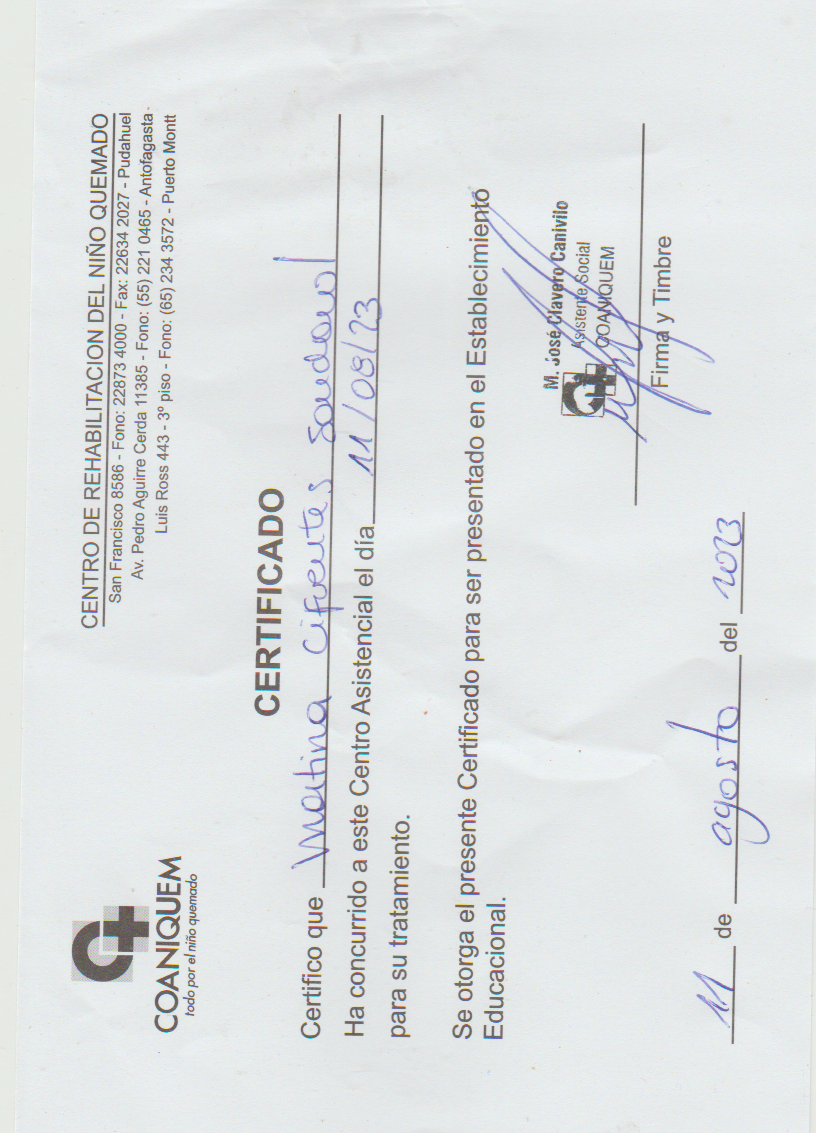 COANIQUEM
todo por el niño quemado
CENTRO DE REHABILITACION DEL NIÑO QUEMADO
San Francisco 8586 - Fono: 22873 4000 - Fax: 22634 2027 - Pudahuel
Av. Pedro Aguirre Cerda 11385 - Fono: (55) 221 0465 - Antofagasta
Luis Ross 443 - 3º piso - Fono: (65) 234 3572 - Puerto Montt
CERTIFICADO
Certifico que Martina Cifuentes Sandoval
Ha concurrido a este Centro Asistencial el día 11/08/23
para su tratamiento.
Se otorga el presente Certificado para ser presentado en el Establecimiento
Educacional.
M. José Clavero Canivilo
Asistente Social
COANIQUEM
Firma y Timbre
11 de agosto del 2023